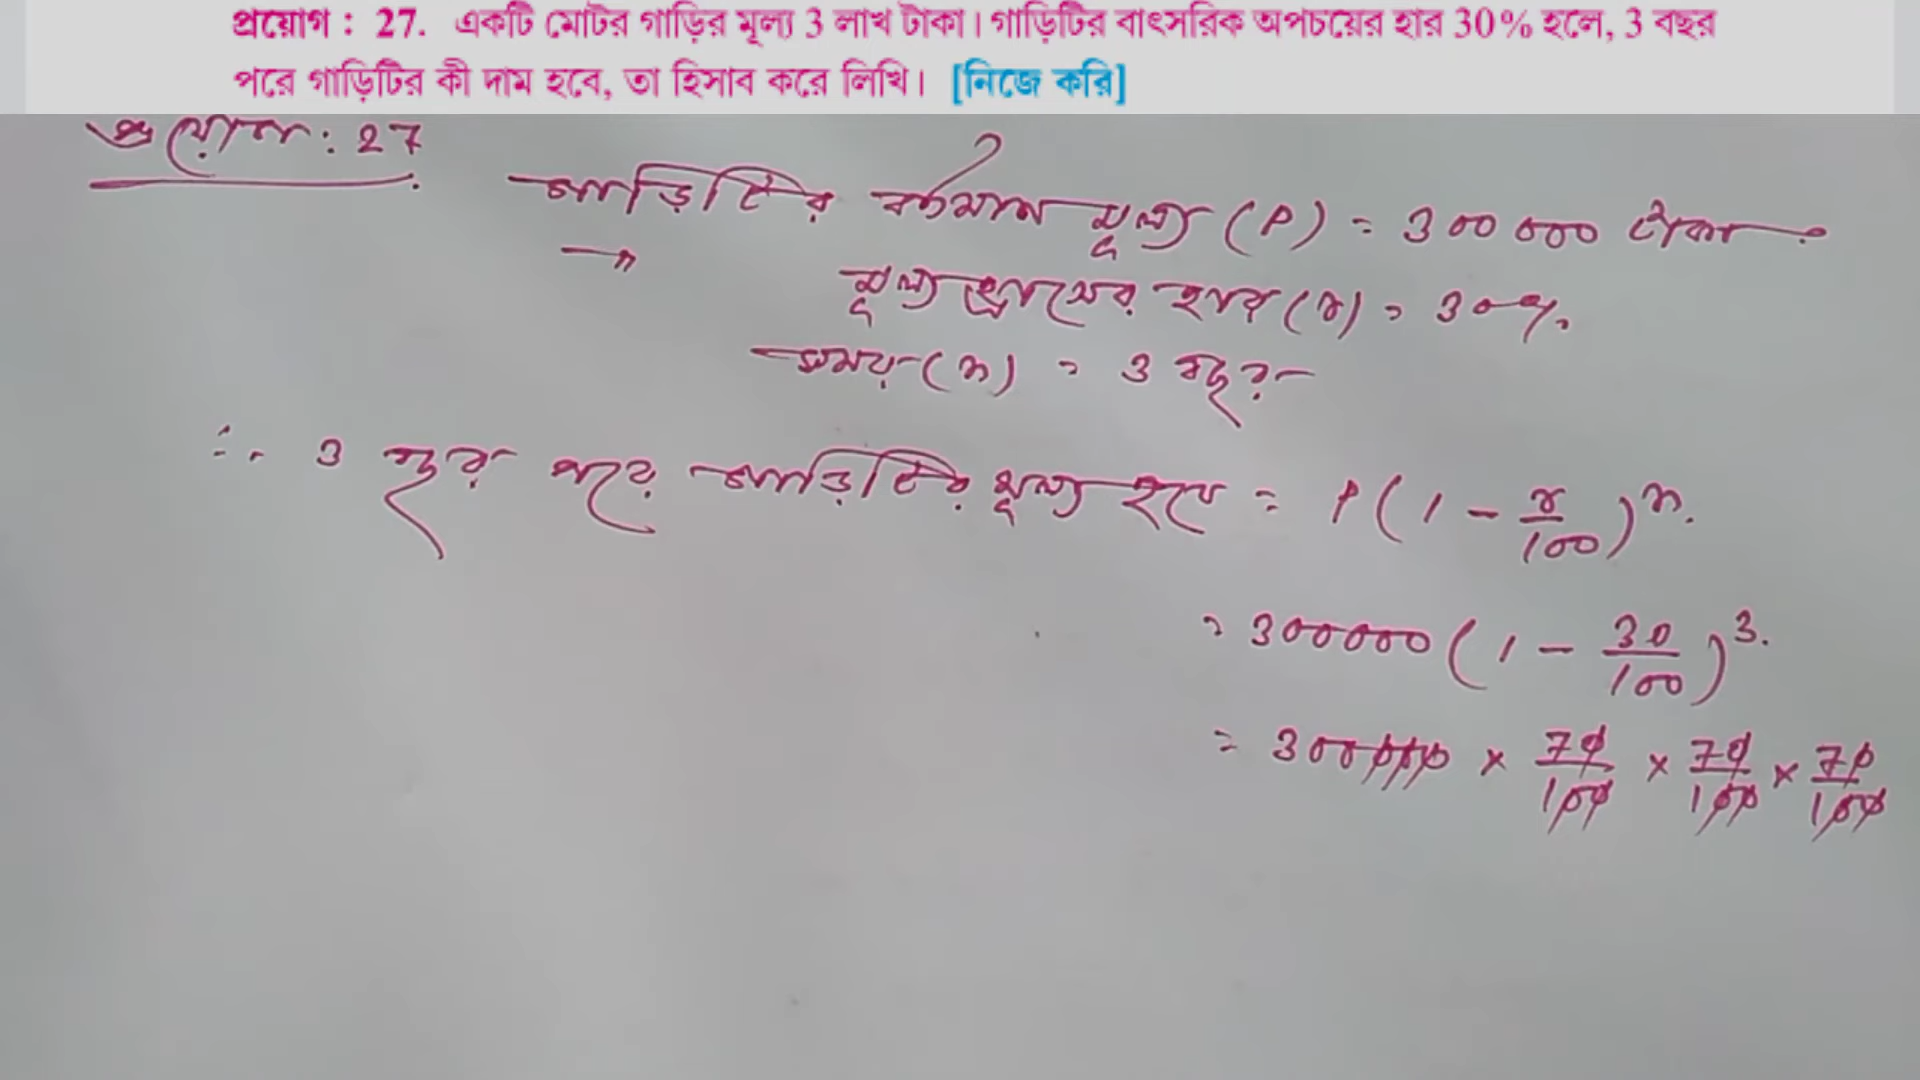 প্রয়োগ : 27. একটি মোটর গাড়ির মূল্য 3 লাখ টাকা। গাড়িটির বাৎসরিক অপচয়ের হার 30% হলে, 3 বছর
পরে গাড়িটির কী দাম হবে, তা হিসাব করে লিখি। [নিজে করি]
প্রয়োগ : 27
গাড়িটির বর্তমান মূল্য (P) = 300000 টাকা
→
মূল্য হ্রাসের হার (r) = 30%.
সময় (n) = 3 বছর
∴ 3 বছর পরে গাড়িটির মূল্য হবে = P(1 - r/100)^n.
= 300000 (1 - 30/100)^3.
= 300000 × 70/100 × 70/100 × 70/100